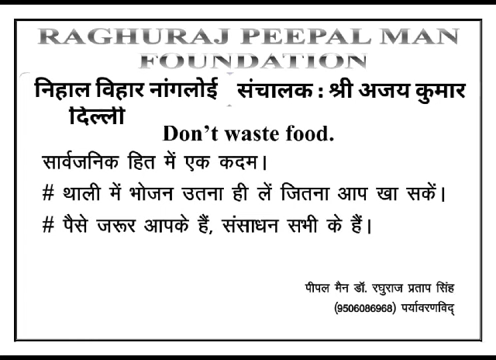 RAGHURAJ PEEPAL MAN
FOUNDATION
निहाल विहार नांगलोई संचालक : श्री अजय कुमार
दिल्ली
Don't waste food.
सार्वजनिक हित में एक कदम।
# थाली में भोजन उतना ही लें जितना आप खा सकें।
# पैसे जरूर आपके हैं, संसाधन सभी के हैं।
पीपल मैन डॉ. रघुराज प्रताप सिंह
(9506086968) पर्यावरणविद्